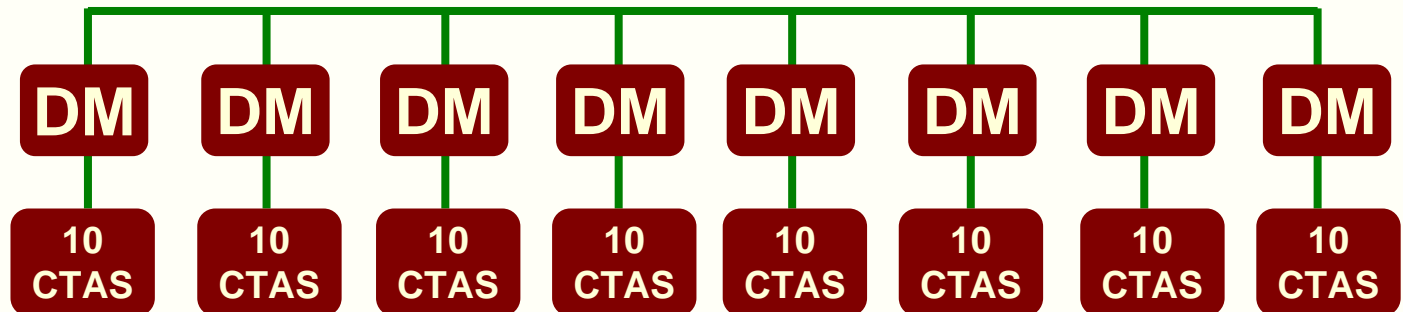 DM DM DM DM DM DM DM DM
10 10 10 10 10 10 10 10
CTAS CTAS CTAS CTAS CTAS CTAS CTAS CTAS